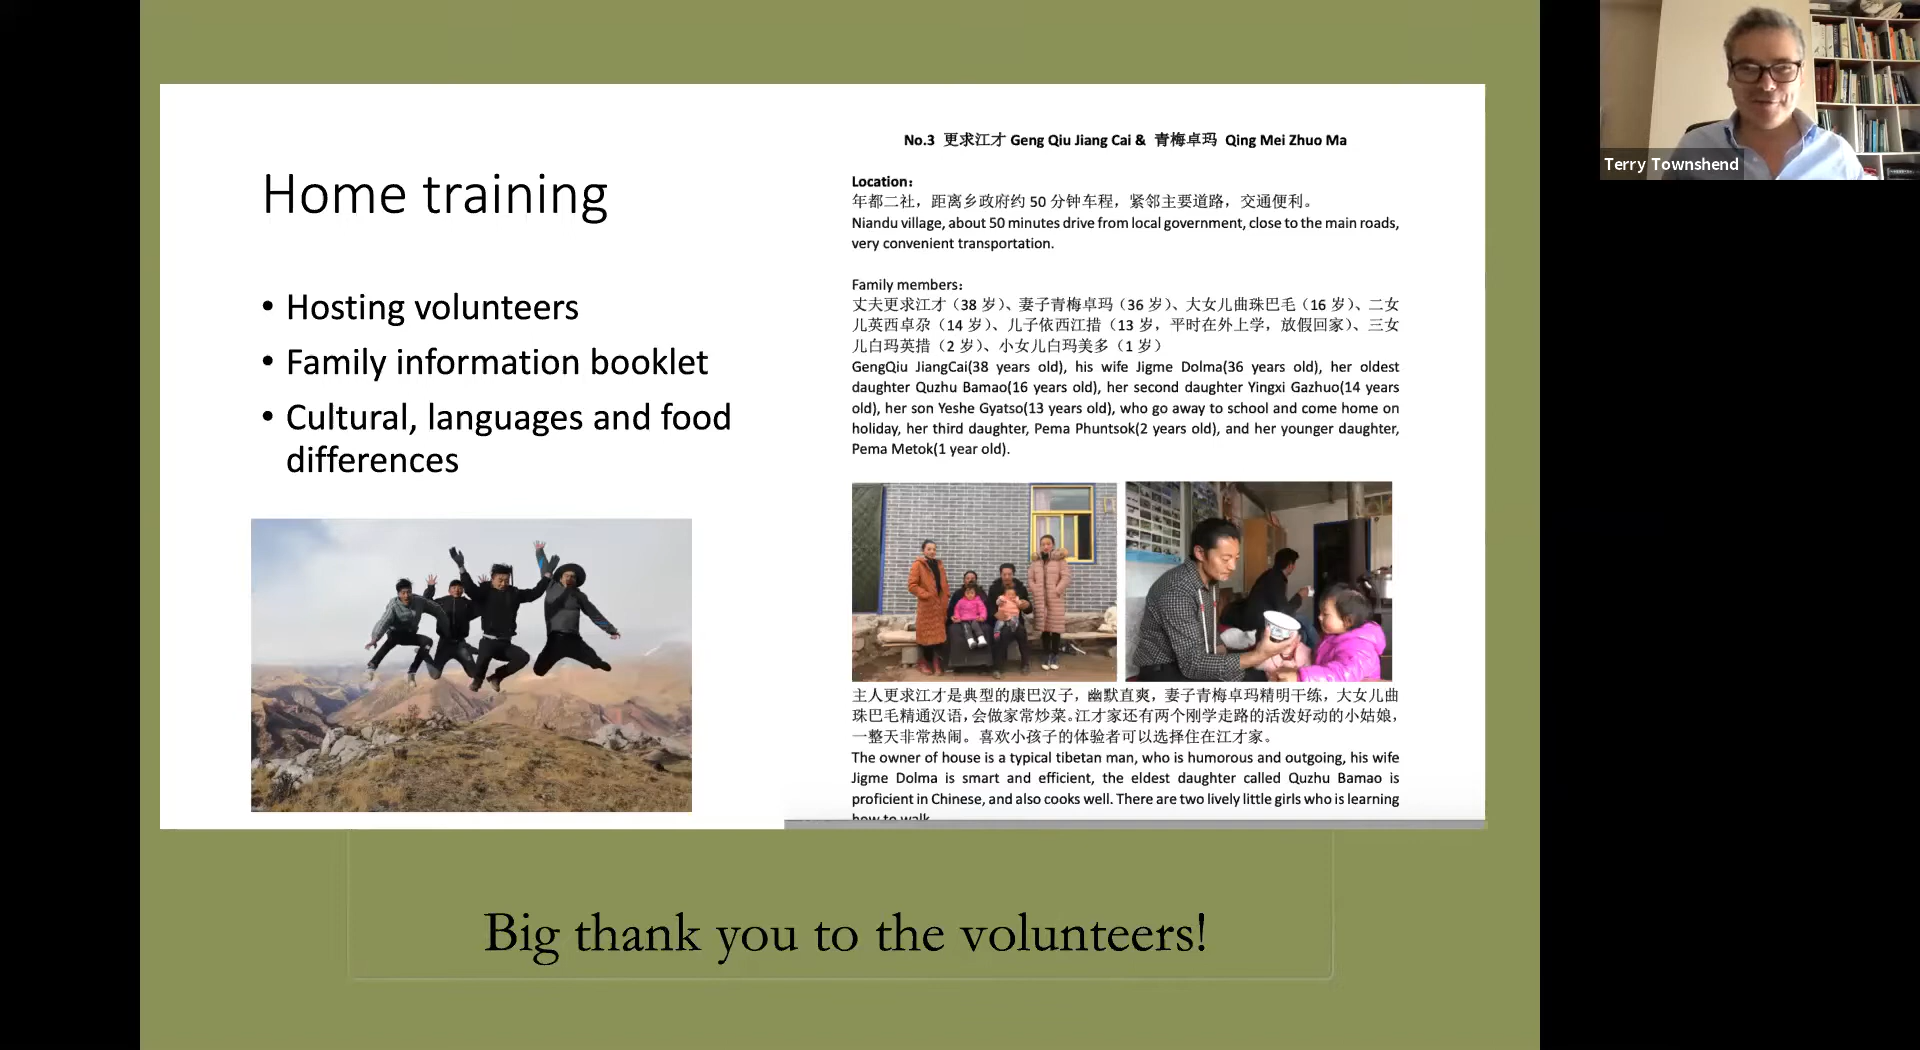 Home training
• Hosting volunteers
• Family information booklet
• Cultural, languages and food
differences
No.3 更求江才 Geng Qiu Jiang Cai & 青梅卓玛 Qing Mei Zhuo Ma
Location：
年都二社，距离乡政府约 50 分钟车程，紧邻主要道路，交通便利。
Niandu village, about 50 minutes drive from local government, close to the main roads,
very convenient transportation.
Family members：
丈夫更求江才（38 岁）、妻子青梅卓玛（36 岁）、大女儿曲珠巴毛（16 岁）、二女
儿英西卓尕（14 岁）、儿子依西江措（13 岁，平时在外上学，放假回家）、三女
儿白玛英措（2 岁）、小女儿白玛美多（1 岁）
GengQiu JiangCai(38 years old), his wife Jigme Dolma(36 years old), her oldest
daughter Quzhu Bamao(16 years old), her second daughter Yingxi Gazhuo(14 years
old), her son Yeshe Gyatso(13 years old), who go away to school and come home on
holiday, her third daughter, Pema Phuntsok(2 years old), and her younger daughter,
Pema Metok(1 year old).
主人更求江才是典型的康巴汉子，幽默直爽，妻子青梅卓玛精明干练，大女儿曲
珠巴毛精通汉语，会做家常炒菜。江才家还有两个刚学走路的活泼好动的小姑娘，
一整天非常热闹。喜欢小孩子的体验者可以选择住在江才家。
The owner of house is a typical tibetan man, who is humorous and outgoing, his wife
Jigme Dolma is smart and efficient, the eldest daughter called Quzhu Bamao is
proficient in Chinese, and also cooks well. There are two lively little girls who is learning
how to walk
Big thank you to the volunteers!
Terry Townshend